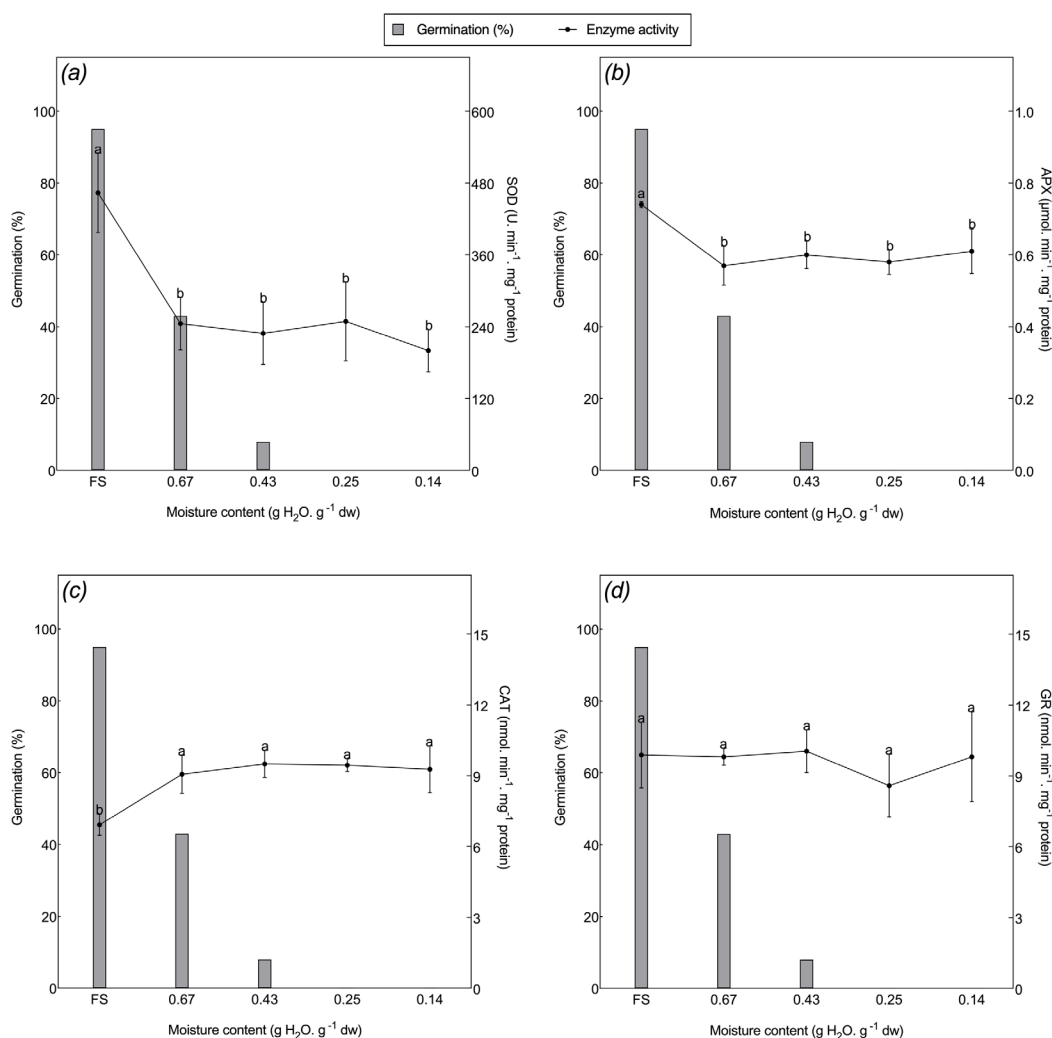 Germination (%) Enzyme activity
(a)
Germination (%)
100
80
60
40
20
0
a
b
b
b
b
600
480
360
240
120
0
SOD (U. min⁻¹. mg⁻¹ protein)
FS 0.67 0.43 0.25 0.14
Moisture content (g H₂O. g⁻¹ dw)
(b)
Germination (%)
100
80
60
40
20
0
a
b
b
b
b
1.0
0.8
0.6
0.4
0.2
0.0
APX (μmol. min⁻¹. mg⁻¹ protein)
FS 0.67 0.43 0.25 0.14
Moisture content (g H₂O. g⁻¹ dw)
(c)
Germination (%)
100
80
60
40
20
0
b
a
a
a
a
15
12
9
6
3
0
CAT (nmol. min⁻¹. mg⁻¹ protein)
FS 0.67 0.43 0.25 0.14
Moisture content (g H₂O. g⁻¹ dw)
(d)
Germination (%)
100
80
60
40
20
0
a
a
a
a
a
15
12
9
6
3
0
GR (nmol. min⁻¹. mg⁻¹ protein)
FS 0.67 0.43 0.25 0.14
Moisture content (g H₂O. g⁻¹ dw)